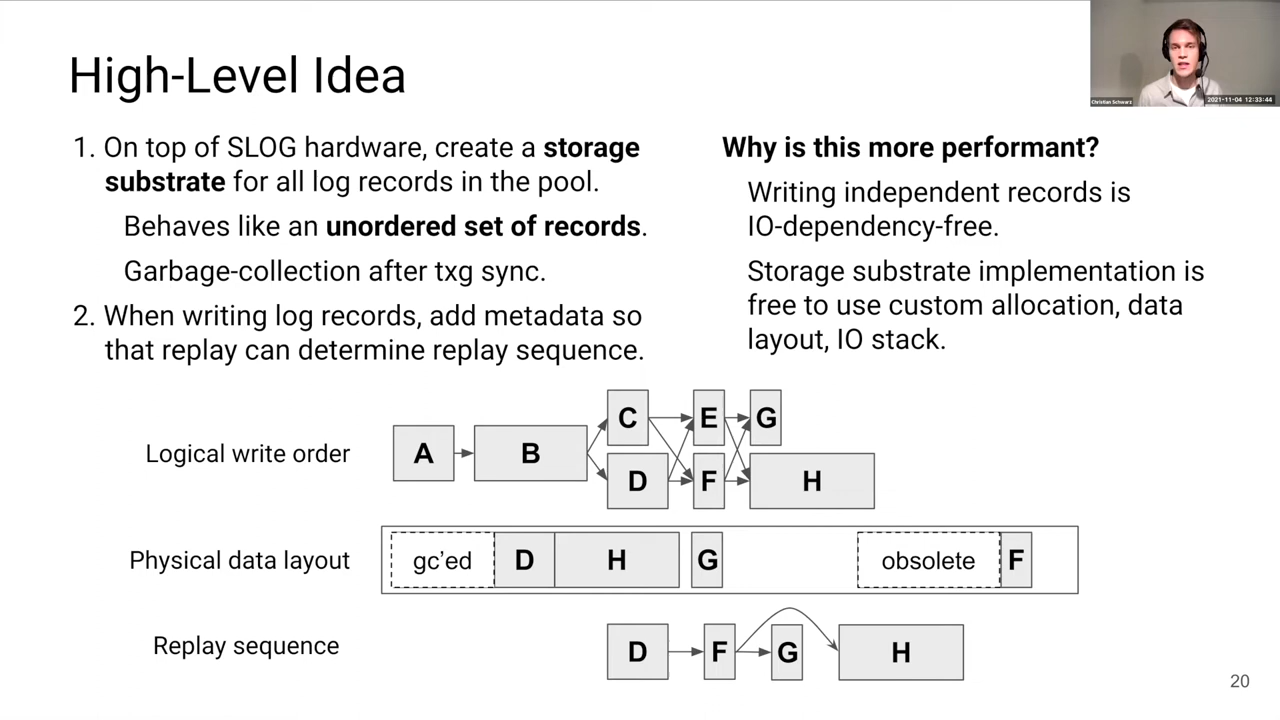 High-Level Idea
1. On top of SLOG hardware, create a storage
substrate for all log records in the pool.
Behaves like an unordered set of records.
Garbage-collection after txg sync.
2. When writing log records, add metadata so
that replay can determine replay sequence.
Why is this more performant?
Writing independent records is
IO-dependency-free.
Storage substrate implementation is
free to use custom allocation, data
layout, IO stack.
Christian Schwarz
2021-11-04 12:33:44
Logical write order
A B C D E F G H
Physical data layout
gc'ed D H G obsolete F
Replay sequence
D F G H
20